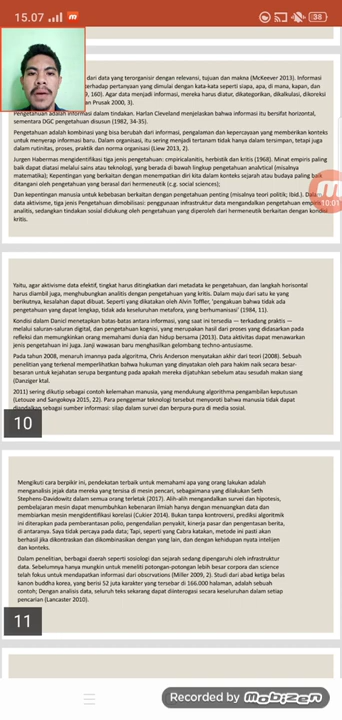 15.07
38
dari data yang terorganisir dengan relevansi, tujuan dan makna (McKeever 2013). Informasi
terhadap pertanyaan yang dimulai dengan kata-kata seperti siapa, apa, di mana, kapan, dan
9, 160). Agar data menjadi informasi, mereka harus diatur, dikategorikan, dikalkulasi, dikoreksi
an Prusak 2000, 3).
Pengetahuan adalah informasi dalam tindakan. Harlan Cleveland menjelaskan bahwa informasi itu bersifat horizontal,
sementara DGC pengetahuan disusun (1982, 34-35).
Pengetahuan adalah kombinasi yang bisa berubah dari informasi, pengalaman dan kepercayaan yang memberikan konteks
untuk menyerap informasi baru. Dalam organisasi, itu sering menjadi tertanam tidak hanya dalam tersimpan, tetapi juga
dalam rutinitas, proses, praktik dan norma organisasi (Liew 2013, 2).
Jurgen Habermas mengidentifikasi tiga jenis pengetahuan: empiricanlitis, herbistik dan krities (1968). Minat empiris paling
baik dapat diatasi melalui sains atau teknologi, yang berada di bawah lingkup pengetahuan analytical (misalnya
matematika); Kepentingan yang berkaitan dengan menempatkan diri kita dalam konteks sejarah atau budaya paling baik
ditangani oleh pengetahuan yang berasal dari hermeneutik (c.g. social sciences);
Dan kepentingan manusia untuk kebebasan berkaitan dengan pengetahuan penting (misalnya teori politik; Ibid.). Dalam
data aktivisme, tiga jenis Pengetahuan dimobilisasi: penggunaan infrastruktur data mengandalkan pengetahuan empiris
analitis, sedangkan tindakan sosial didukung oleh pengetahuan yang diperoleh dari hermeneutik berkaitan dengan kondisi
kritis.
10:01
Yaitu, agar aktivisme data efektif, tingkat harus ditingkatkan dari metadata ke pengetahuan, dan langkah horisontal
harus diambil juga, menghubungkan analitis dengan pengetahuan yang kritis. Dalam maju dari satu ke yang
berikutnya, kesalahan dapat dibuat. Seperti yang dikatakan oleh Alvin Toffler, 'pengakuan bahwa tidak ada
pengetahuan yang dapat lengkap, tidak ada keseluruhan metafora, yang berhumanisasi' (1984, 11).
Kondisi dalam Danicl menetapkan batas-batas antara informasi, yang saat ini tersedia — terkadang praktis —
melalui saluran-saluran digital, dan pengetahuan kognisi, yang merupakan hasil dari proses yang didasarkan pada
refleksi dan memungkinkan orang memahami dunia dan hidup bersama (2013). Data aktivitas dapat menawarkan
jenis pengetahuan ini juga. Janji wawasan baru menghasilkan gelombang techno-antusiasme.
Pada tahun 2008, menaruh imannya pada algoritma, Chris Anderson menyatakan akhir dari teori (2008). Sebuah
penelitian yang terkenal memperlihatkan bahwa hukuman yang dinyatakan oleh para hakim naik secara besar-
besaran untuk kejahatan serupa bergantung pada apakah mereka dijatuhkan sebelum atau sesudah makan siang
(Danziger ktal.
2011) sering dikutip sebagai contoh kelemahan manusia, yang mendukung algoritma pengambilan keputusan
(Letouze and Sangokoya 2015, 22). Para penggemar teknologi tersebut menyoroti bahwa manusia tidak dapat
diandalkan sebagai sumber informasi: silap dalam survei dan berpura-pura di media sosial.
10
Mengikuti cara berpikir ini, pendekatan terbaik untuk memahami apa yang orang lakukan adalah
menganalisis jejak data mereka yang tersisa di mesin pencari, sebagaimana yang dilakukan Seth
Stephens-Davidowitz dalam semua orang terletak (2017). Alih-alih mengandalkan survei dan hipotesis,
pembelajaran mesin dapat menumbuhkan kebenaran ilmiah hanya dengan menuangkan data dan
membiarkan mesin mengidentifikasi korelasi (Cukier 2014). Bukan tanpa kontroversi, prediksi algoritmik
ini diterapkan pada pemberantasan polio, pengendalian penyakit, kinerja pasar dan pengentasan berita,
di antaranya. Saya tidak percaya pada data; Tapi, seperti yang Cabra katakan, metode ini pasti akan
berhasil jika dikontraskan dan dikombinasikan dengan yang lain, dan dengan kehidupan nyata intelijen
dan konteks.
Dalam penelitian, berbagai daerah seperti sosiologi dan sejarah sedang dipengaruhi oleh infrastruktur
data. Sebelumnya hanya mungkin untuk meneliti potongan-potongan lebih besar corpora dan science
telah fokus untuk mendapatkan informasi dari obscrvations (Miller 2009, 2). Studi dari abad ketiga belas
kanon buddha korea, yang berisi 52 juta karakter yang tersebar di 166.000 halaman, adalah sebuah
contoh; Dengan analisis data, seluruh teks sekarang dapat diinterogasi secara keseluruhan dalam setiap
pencarian (Lancaster 2010).
11
Recorded by mobizen